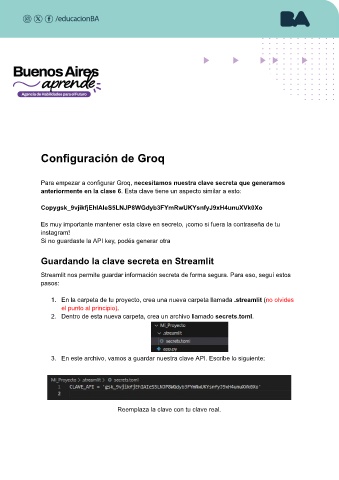 /educacionBA
BA
Buenos Aires
aprende
Agencia de Habilidades para el Futuro
Configuración de Groq
Para empezar a configurar Groq, necesitamos nuestra clave secreta que generamos
anteriormente en la clase 6. Esta clave tiene un aspecto similar a esto:
Copygsk_9vjikfjEhIAIeS5LNJP8WGdyb3FYmRwUKYsnfyJ9xH4unuXVk0Xo
Es muy importante mantener esta clave en secreto, ¡como si fuera la contraseña de tu
instagram!
Si no guardaste la API key, podés generar otra
Guardando la clave secreta en Streamlit
Streamlit nos permite guardar información secreta de forma segura. Para eso, seguí estos
pasos:
1. En la carpeta de tu proyecto, crea una nueva carpeta llamada .streamlit (no olvides
el punto al principio).
2. Dentro de esta nueva carpeta, crea un archivo llamado secrets.toml.
Mi_Proyecto
.streamlit
secrets.toml
app.py
3. En este archivo, vamos a guardar nuestra clave API. Escribe lo siguiente:
Mi_Proyecto > .streamlit > secrets.toml
1 CLAVE_API =
2
Reemplaza la clave con tu clave real.